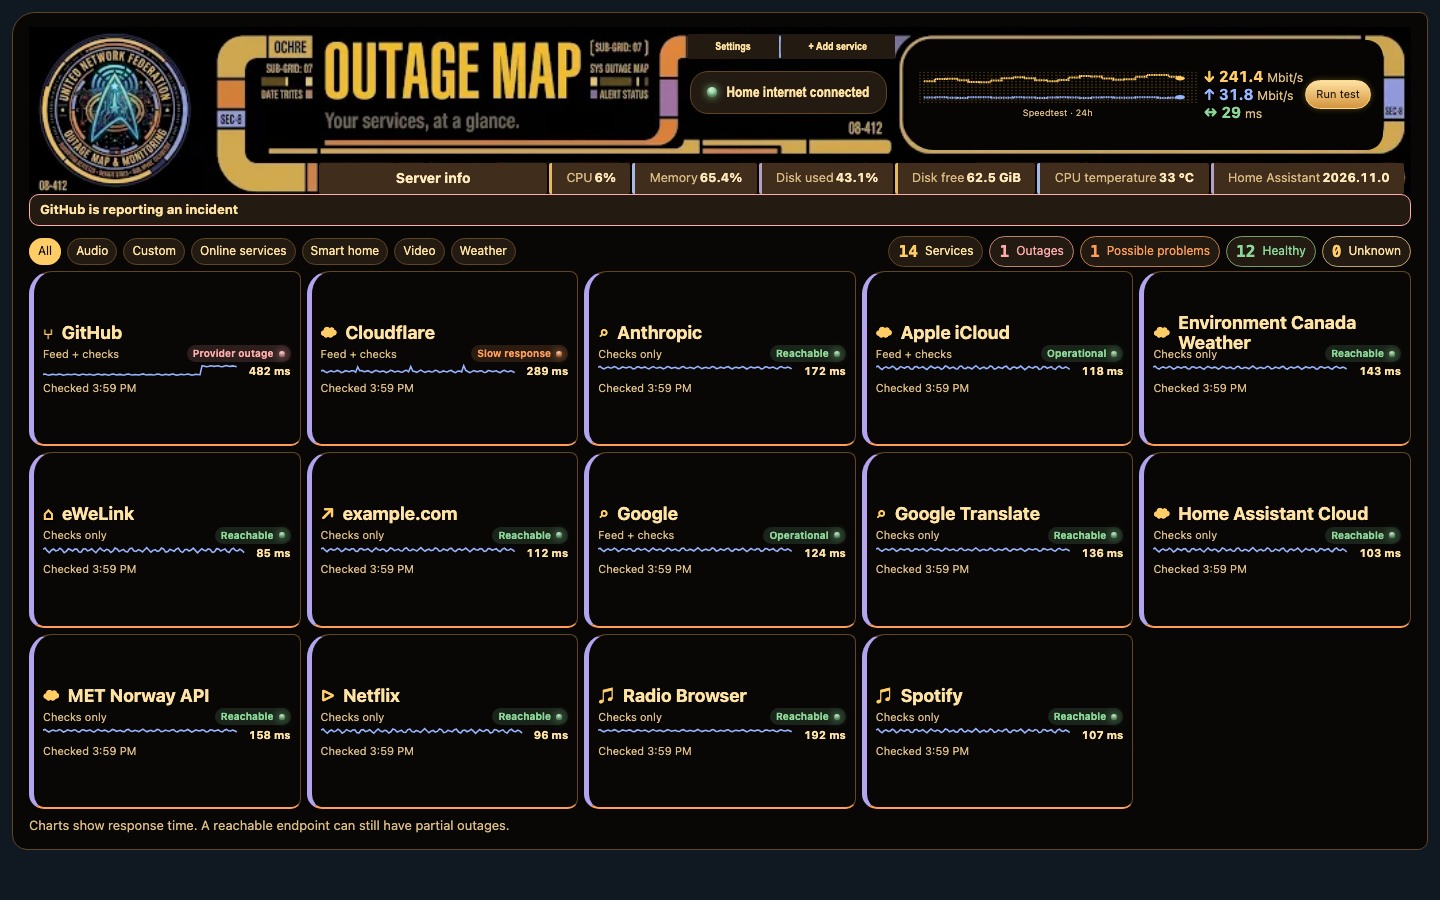 UNITED NETWORK FEDERATION
OUTAGE MAP & MONITORING
08-412
OCHRE
SUB-GRID: 07
DATE TRITES
SEC-8
OUTAGE MAP
Your services, at a glance.
[SUB-GRID: 07]
SYS OUTAGE MAP
ALERT STATUS
Settings
+ Add service
Home internet connected
08-412
Speedtest · 24h
↓ 241.4 Mbit/s
↑ 31.8 Mbit/s
↔ 29 ms
Run test
SEC-8
Server info
CPU 6%
Memory 65.4%
Disk used 43.1%
Disk free 62.5 GiB
CPU temperature 33 °C
Home Assistant 2026.11.0
GitHub is reporting an incident
All
Audio
Custom
Online services
Smart home
Video
Weather
14 Services
1 Outages
1 Possible problems
12 Healthy
0 Unknown
GitHub
Feed + checks
Provider outage
482 ms
Checked 3:59 PM
Cloudflare
Feed + checks
Slow response
289 ms
Checked 3:59 PM
Anthropic
Checks only
Reachable
172 ms
Checked 3:59 PM
Apple iCloud
Feed + checks
Operational
118 ms
Checked 3:59 PM
Environment Canada
Weather
Checks only
Reachable
143 ms
Checked 3:59 PM
eWeLink
Checks only
Reachable
85 ms
Checked 3:59 PM
example.com
Checks only
Reachable
112 ms
Checked 3:59 PM
Google
Feed + checks
Operational
124 ms
Checked 3:59 PM
Google Translate
Checks only
Reachable
136 ms
Checked 3:59 PM
Home Assistant Cloud
Checks only
Reachable
103 ms
Checked 3:59 PM
MET Norway API
Checks only
Reachable
158 ms
Checked 3:59 PM
Netflix
Checks only
Reachable
96 ms
Checked 3:59 PM
Radio Browser
Checks only
Reachable
192 ms
Checked 3:59 PM
Spotify
Checks only
Reachable
107 ms
Checked 3:59 PM
Charts show response time. A reachable endpoint can still have partial outages.